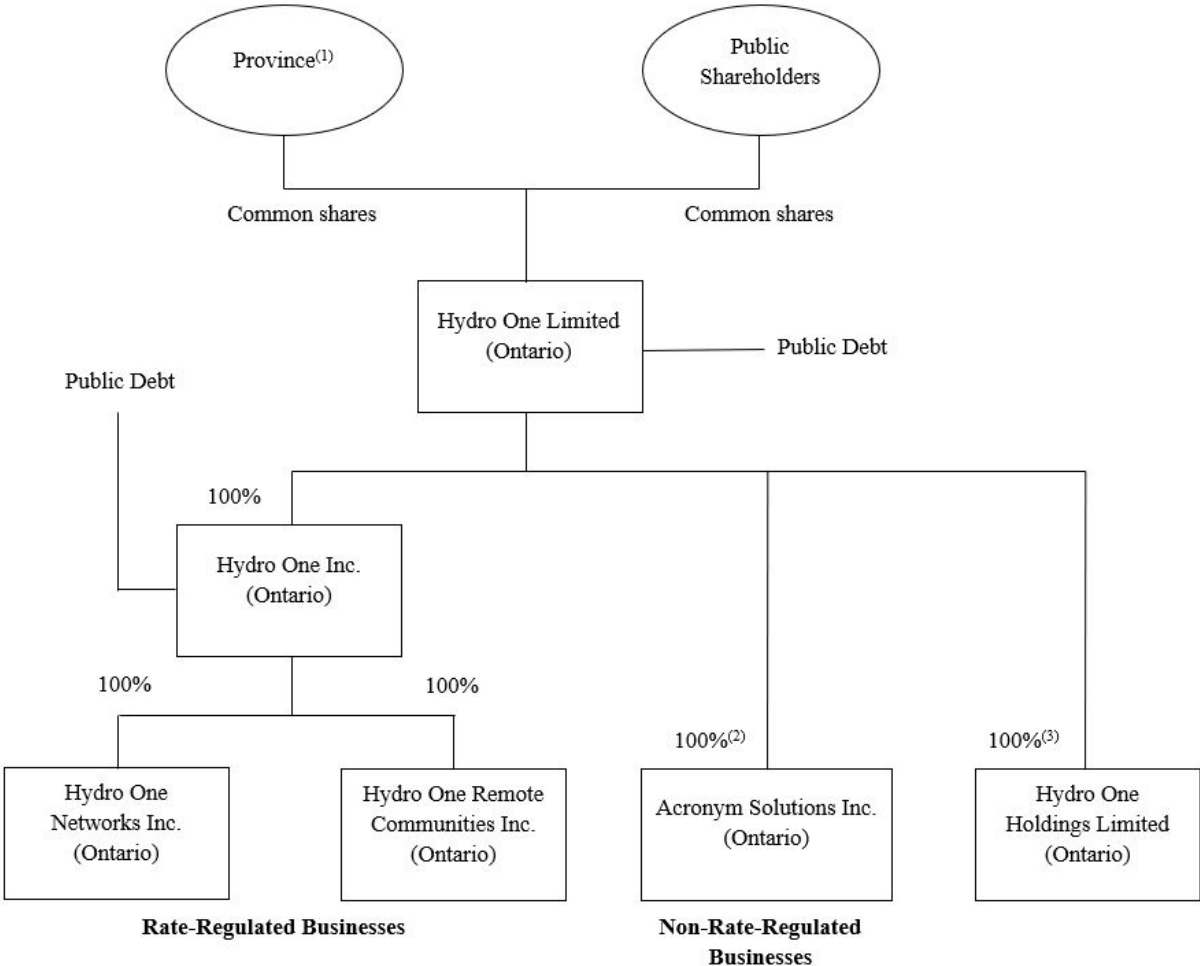 Province(1)
Public
Shareholders
Common shares
Common shares
Hydro One Limited
(Ontario)
Public Debt
Public Debt
100%
Hydro One Inc.
(Ontario)
100%
100%
100%(2)
100%(3)
Hydro One
Networks Inc.
(Ontario)
Hydro One Remote
Communities Inc.
(Ontario)
Acronym Solutions Inc.
(Ontario)
Hydro One
Holdings Limited
(Ontario)
Rate-Regulated Businesses
Non-Rate-Regulated
Businesses